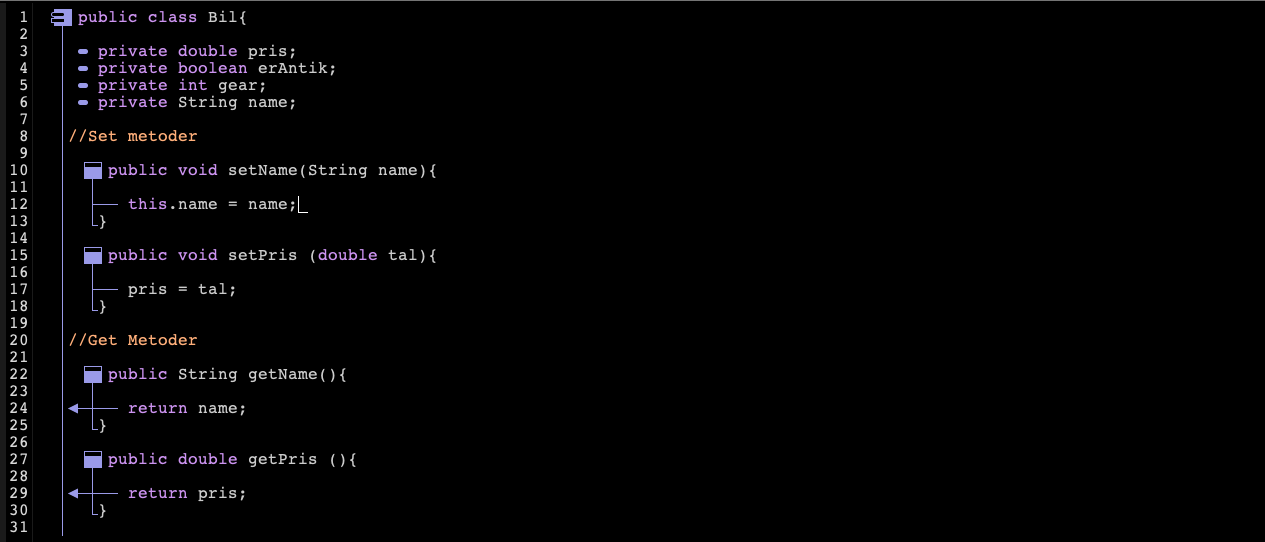 1 public class Bil{
2
3 private double pris;
4 private boolean erAntik;
5 private int gear;
6 private String name;
7
8 //Set metoder
9
10 public void setName(String name){
11
12 this.name = name;
13 }
14
15 public void setPris (double tal){
16
17 pris = tal;
18 }
19
20 //Get Metoder
21
22 public String getName(){
23
24 return name;
25 }
26
27 public double getPris (){
28
29 return pris;
30 }
31